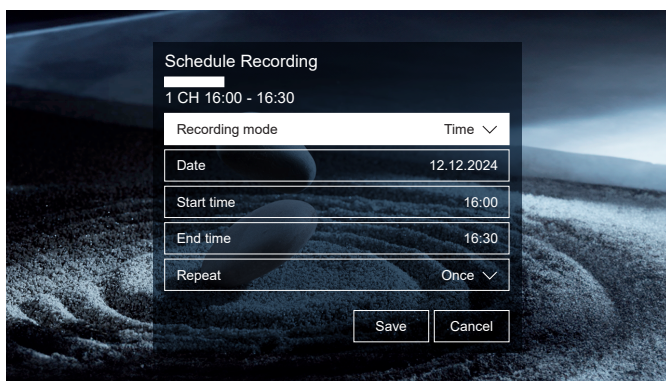 Schedule Recording
1 CH 16:00 - 16:30
Recording mode Time
Date 12.12.2024
Start time 16:00
End time 16:30
Repeat Once
Save Cancel